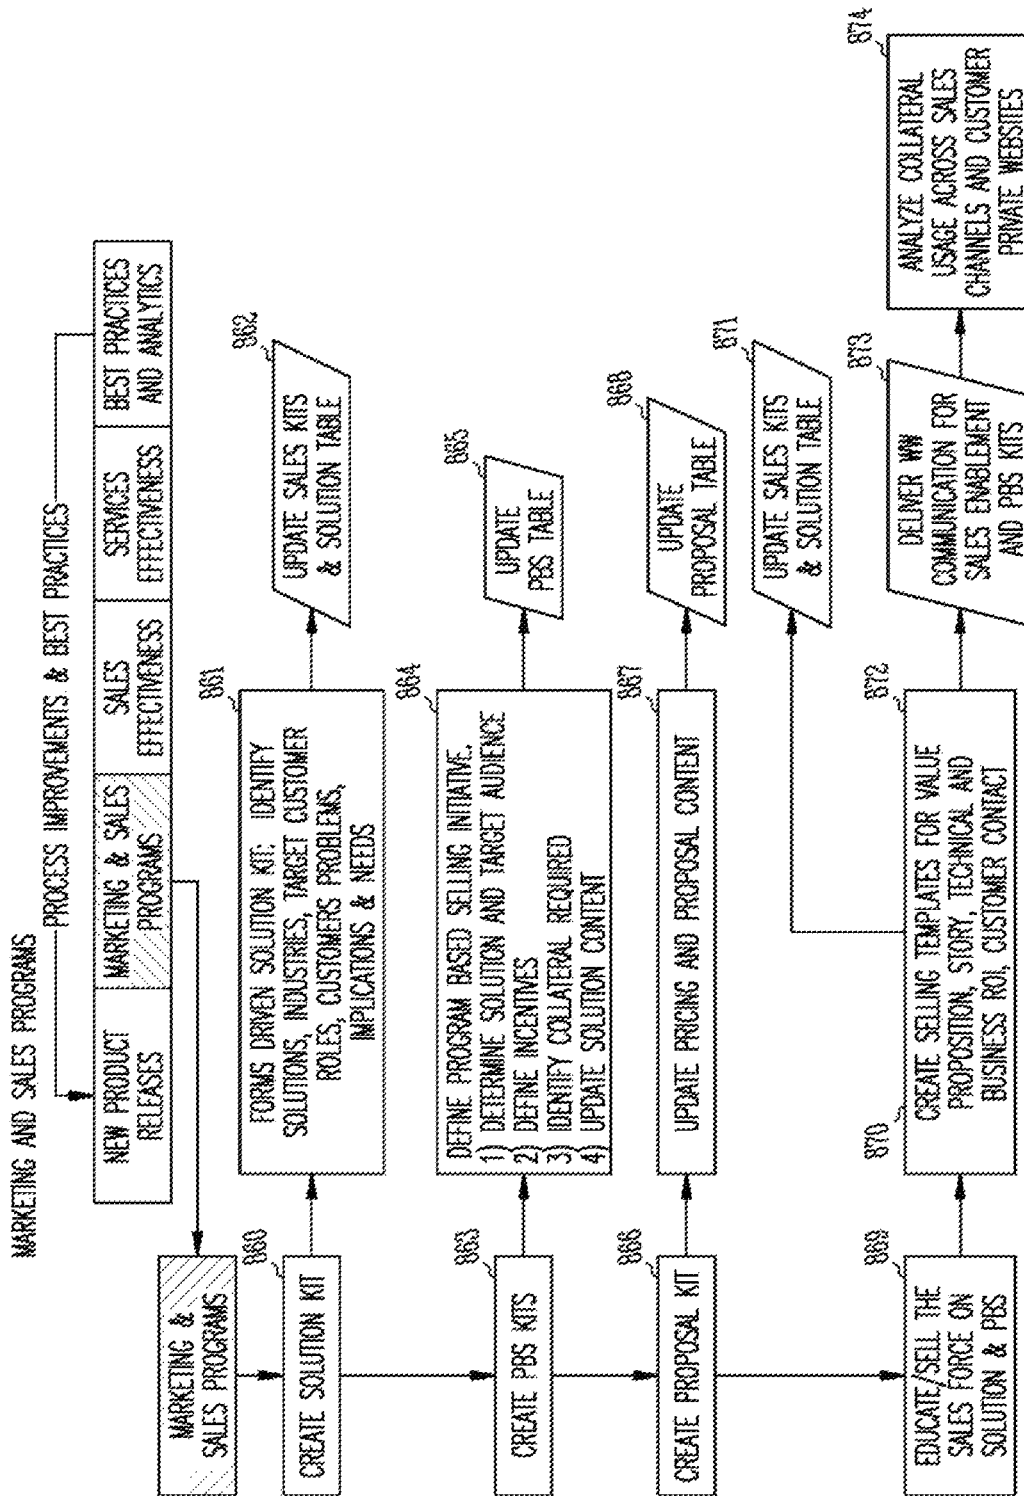 MARKETING AND SALES PROGRAMS
PROCESS IMPROVEMENTS & BEST PRACTICES
NEW PRODUCT
RELEASES
MARKETING & SALES
PROGRAMS
SALES
EFFECTIVENESS
SERVICES
EFFECTIVENESS
BEST PRACTICES
AND ANALYTICS
MARKETING &
SALES PROGRAMS
860
CREATE SOLUTION KIT
861
FORMS DRIVEN SOLUTION KIT: IDENTIFY
SOLUTIONS, INDUSTRIES, TARGET CUSTOMER
ROLES, CUSTOMERS PROBLEMS,
IMPLICATIONS & NEEDS
862
UPDATE SALES KITS
& SOLUTION TABLE
863
CREATE PBS KITS
864
DEFINE PROGRAM BASED SELLING INITIATIVE.
1) DETERMINE SOLUTION AND TARGET AUDIENCE
2) DEFINE INCENTIVES
3) IDENTIFY COLLATERAL REQUIRED
4) UPDATE SOLUTION CONTENT
865
UPDATE
PBS TABLE
866
CREATE PROPOSAL KIT
867
UPDATE PRICING AND PROPOSAL CONTENT
868
UPDATE
PROPOSAL TABLE
871
UPDATE SALES KITS
& SOLUTION TABLE
869
EDUCATE/SELL THE
SALES FORCE ON
SOLUTION & PBS
870
872
CREATE SELLING TEMPLATES FOR VALUE
PROPOSITION, STORY, TECHNICAL AND
BUSINESS ROI, CUSTOMER CONTACT
873
DELIVER WW
COMMUNICATION FOR
SALES ENABLEMENT
AND PBS KITS
874
ANALYZE COLLATERAL
USAGE ACROSS SALES
CHANNELS AND CUSTOMER
PRIVATE WEBSITES